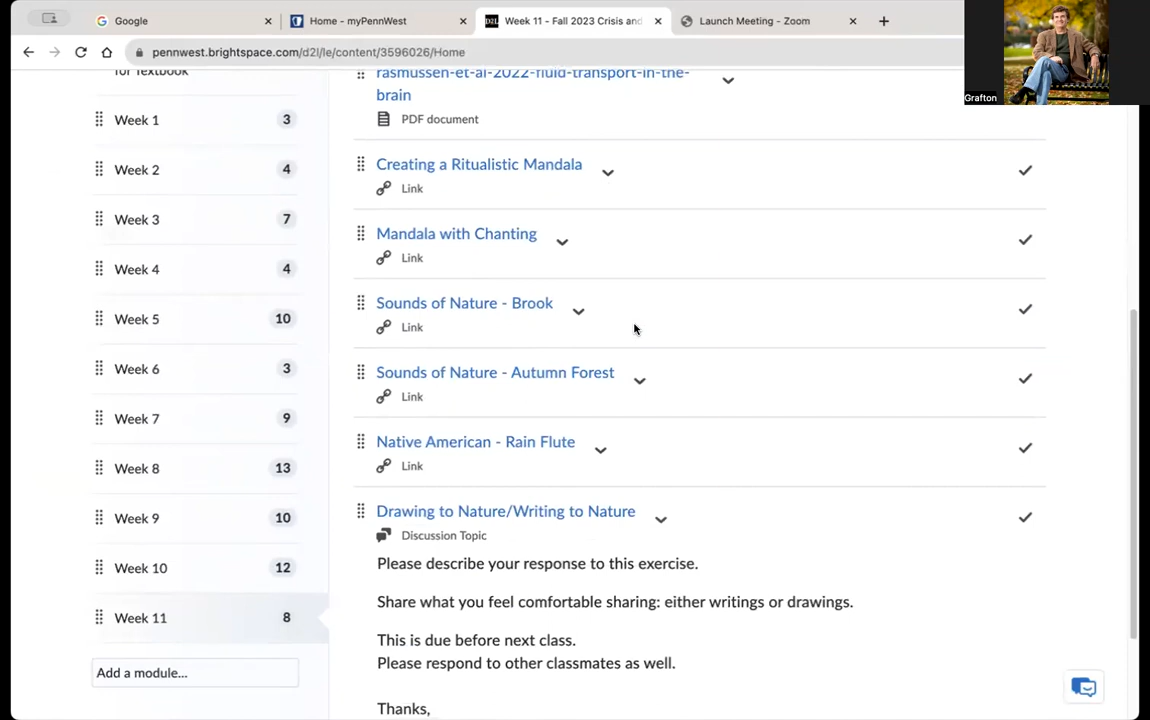 Google
Home - myPennWest
D2L
Week 11 - Fall 2023 Crisis and
Launch Meeting - Zoom
pennwest.brightspace.com/d2l/le/content/3596026/Home
Grafton
for Textbook
Week 1 3
Week 2 4
Week 3 7
Week 4 4
Week 5 10
Week 6 3
Week 7 9
Week 8 13
Week 9 10
Week 10 12
Week 11 8
Add a module...
rasmussen-et-al-2022-fluid-transport-in-the-
brain
PDF document
Creating a Ritualistic Mandala
Link
Mandala with Chanting
Link
Sounds of Nature - Brook
Link
Sounds of Nature - Autumn Forest
Link
Native American - Rain Flute
Link
Drawing to Nature/Writing to Nature
Discussion Topic
Please describe your response to this exercise.
Share what you feel comfortable sharing: either writings or drawings.
This is due before next class.
Please respond to other classmates as well.
Thanks,